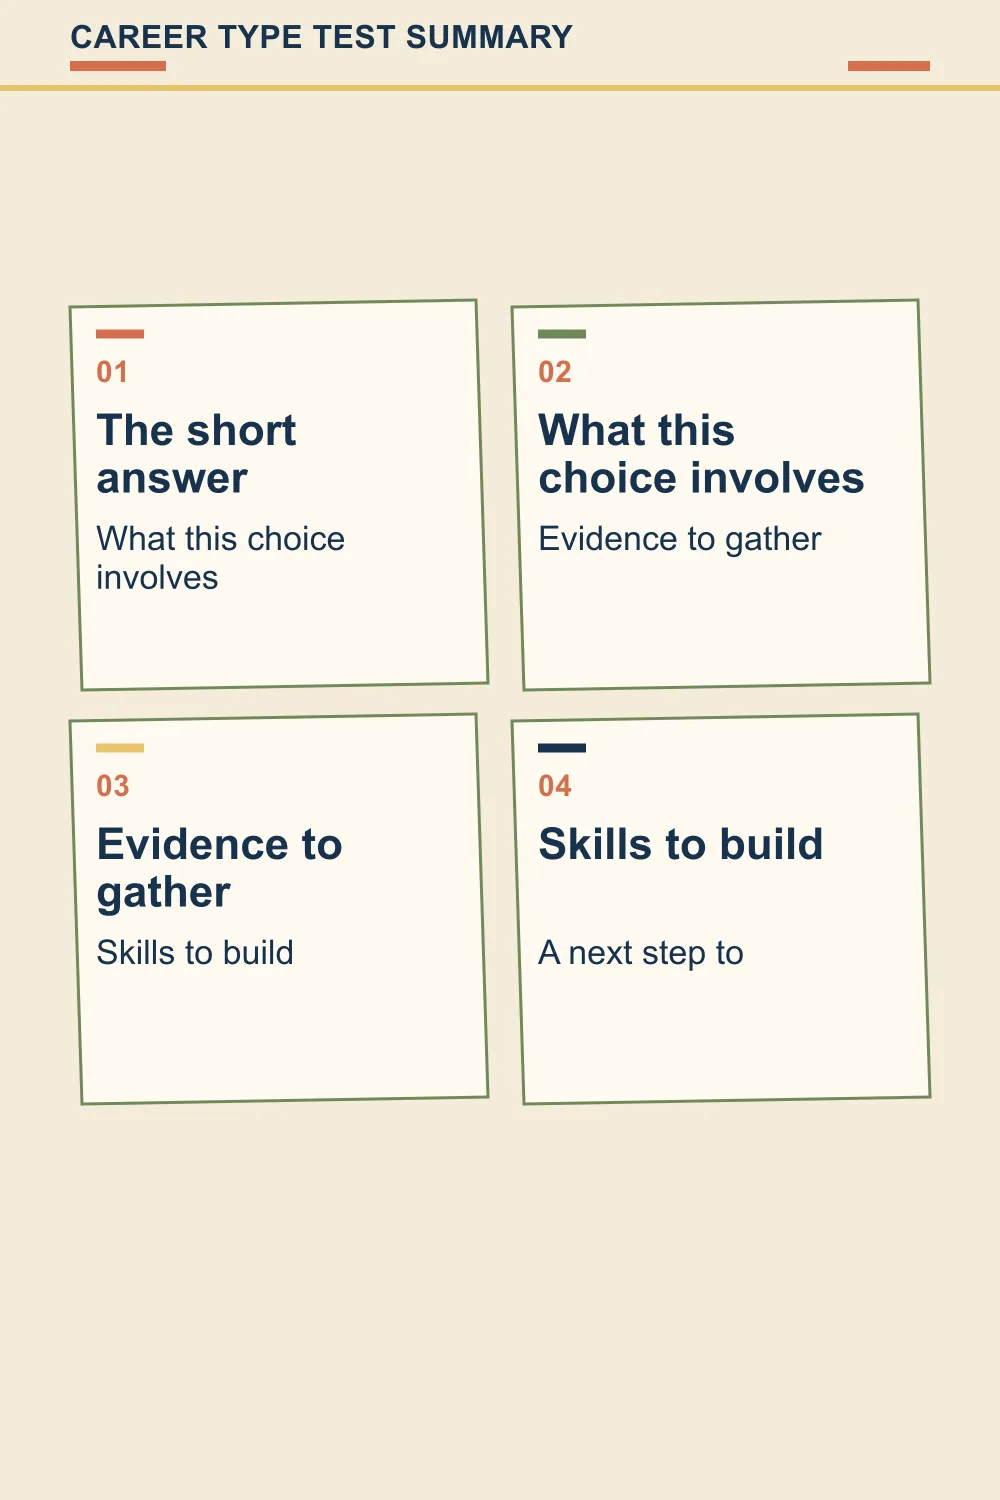 CAREER TYPE TEST SUMMARY
01
The short
answer
What this choice
involves
02
What this
choice involves
Evidence to gather
03
Evidence to
gather
Skills to build
04
Skills to build
A next step to